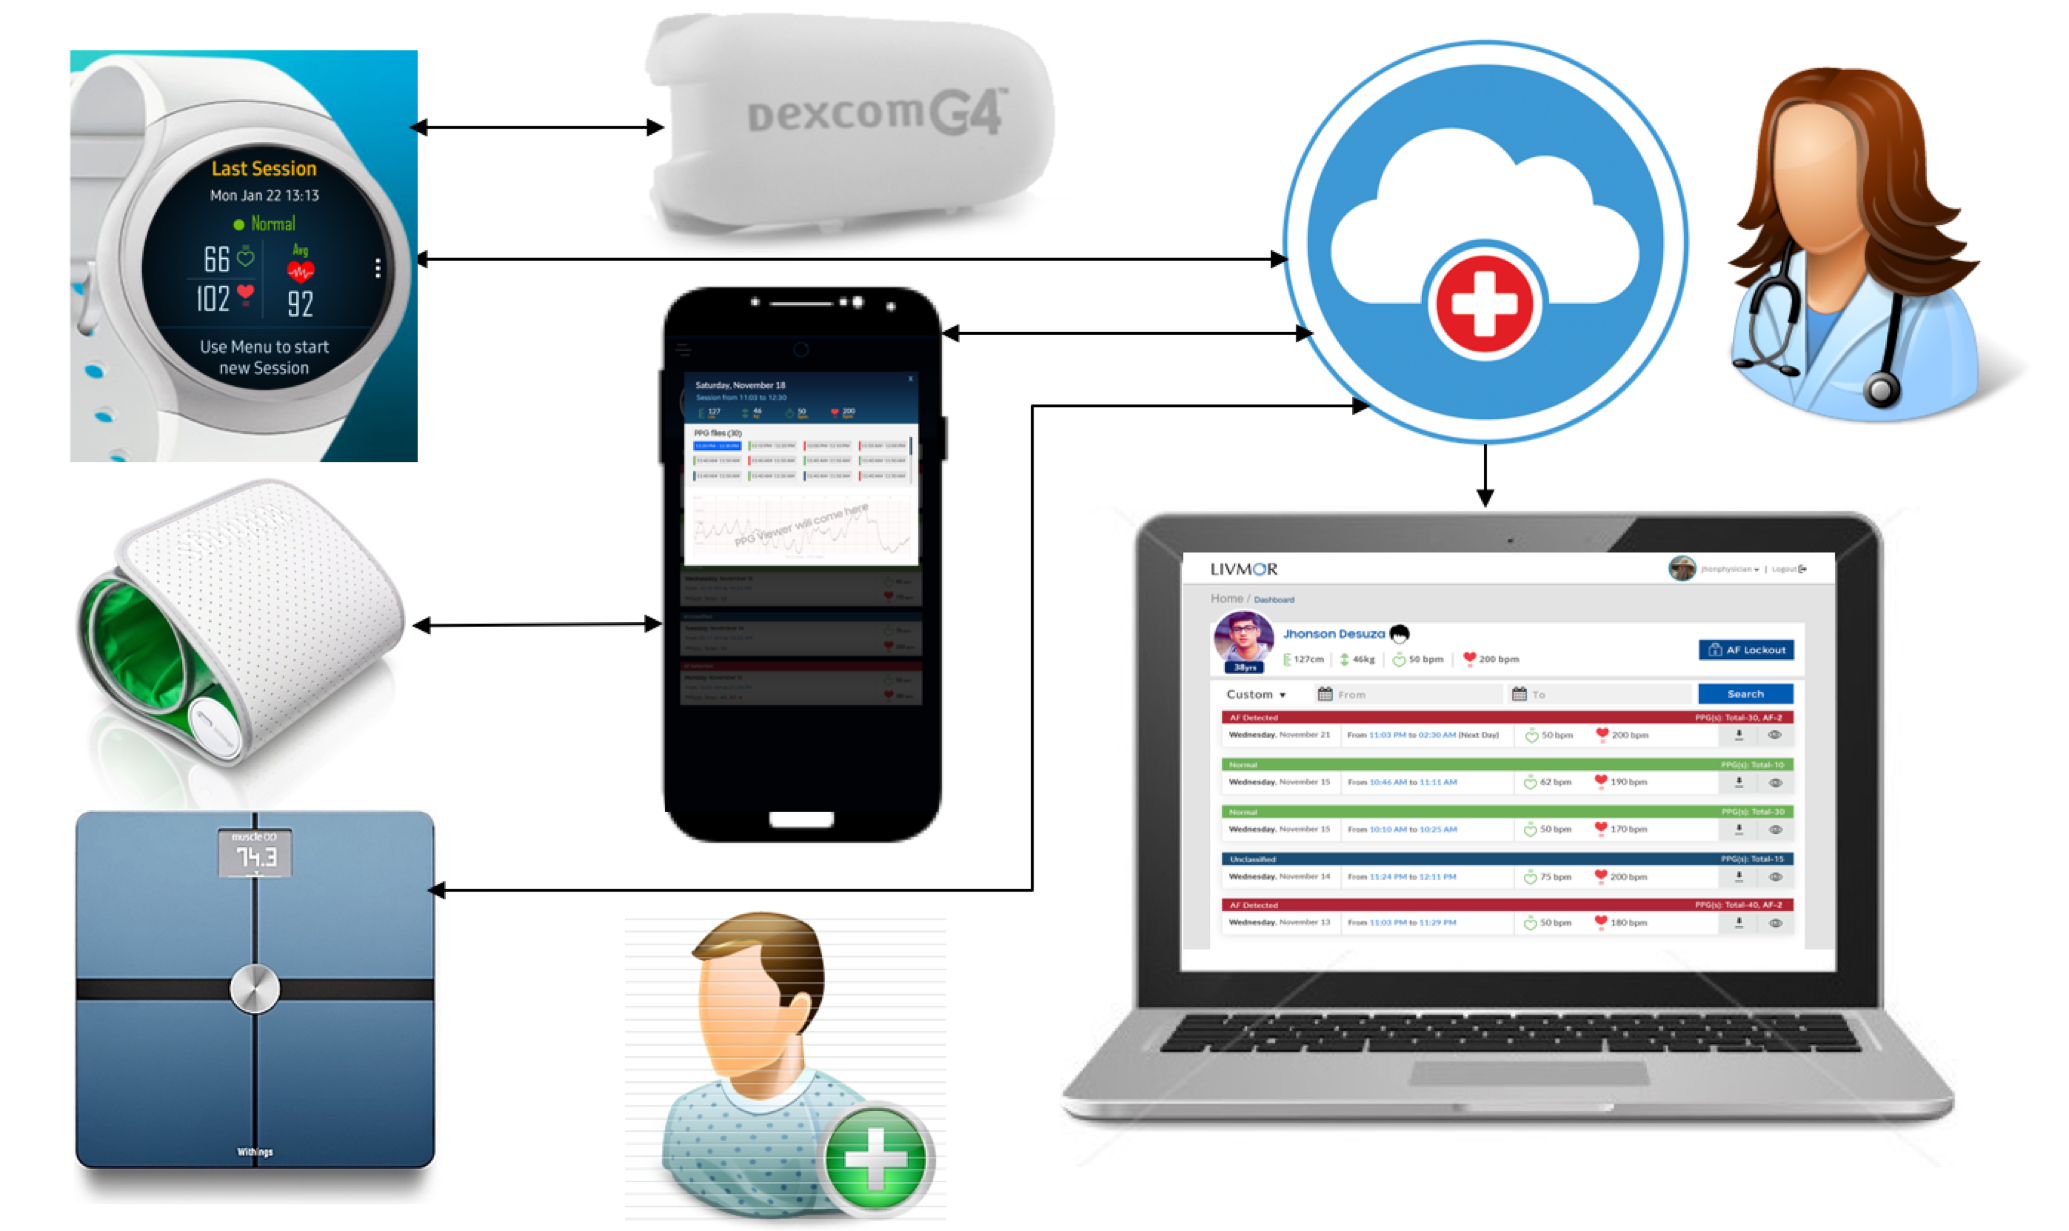 Last Session
Mon Jan 22 13:13
Normal
66
Avg
102
92
Use Menu to start
new Session
Dexcom G4™
Saturday, November 18
Session from 11:03 to 12:30
127 cm 46 kg 50 bpm 200 bpm
x
PPG files (30)
PPG Viewer will come here
muscle
74.3
Withings
LIVMOR
jhonphysician | Logout
Home / Dashboard
Jhonson Desuza
38yrs
127cm 46kg 50 bpm 200 bpm
AF Lockout
Custom From To Search
AF Detected PPG(s): Total-30, AF-2
Wednesday, November 21 From 11:03 PM to 02:30 AM (Next Day) 50 bpm 200 bpm
Normal PPG(s): Total-10
Wednesday, November 15 From 10:46 AM to 11:11 AM 62 bpm 190 bpm
Normal PPG(s): Total-30
Wednesday, November 15 From 10:10 AM to 10:25 AM 50 bpm 170 bpm
Unclassified PPG(s): Total-15
Wednesday, November 14 From 11:24 PM to 12:11 PM 75 bpm 200 bpm
AF Detected PPG(s): Total-40, AF-2
Wednesday, November 13 From 11:03 PM to 11:29 PM 50 bpm 180 bpm